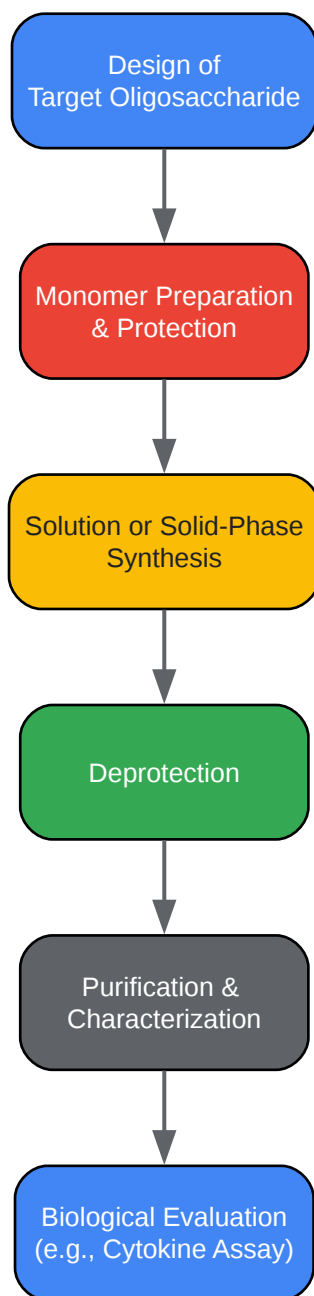 Design of
Target Oligosaccharide
Monomer Preparation
& Protection
Solution or Solid-Phase
Synthesis
Deprotection
Purification &
Characterization
Biological Evaluation
(e.g., Cytokine Assay)